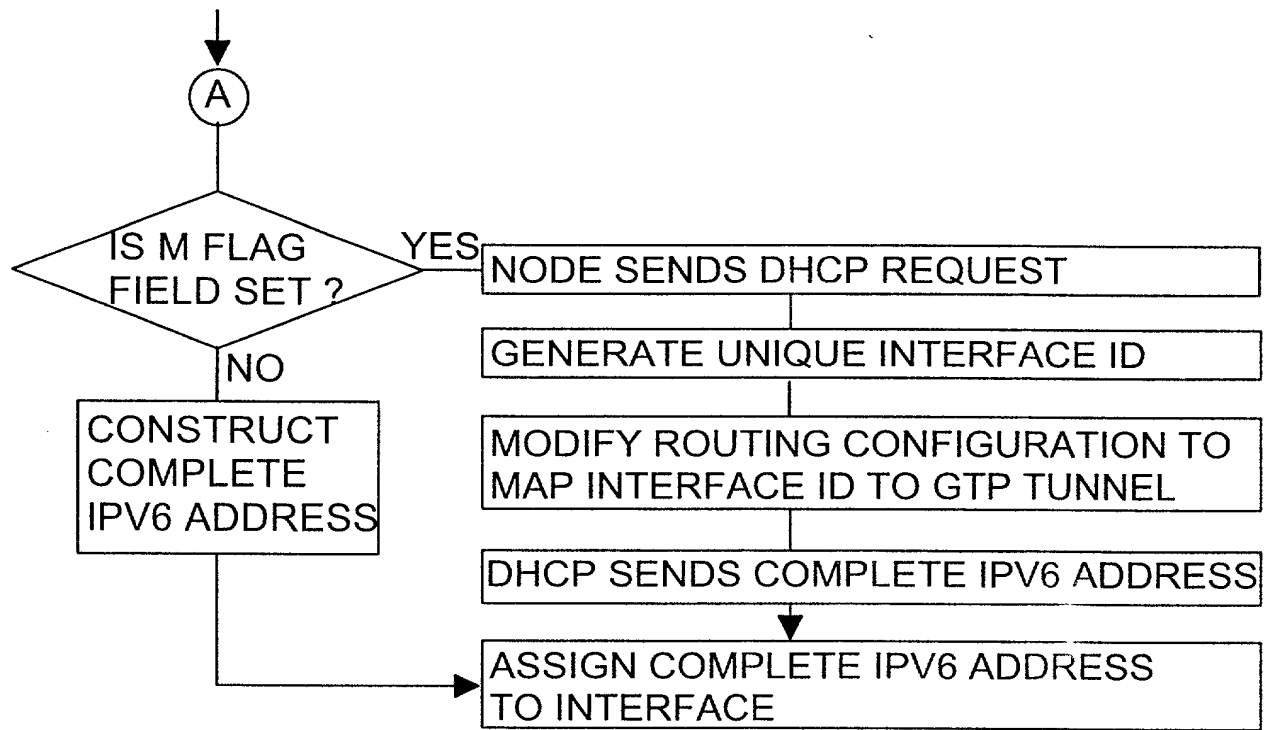 A
IS M FLAG
FIELD SET ?
YES
NODE SENDS DHCP REQUEST
GENERATE UNIQUE INTERFACE ID
MODIFY ROUTING CONFIGURATION TO
MAP INTERFACE ID TO GTP TUNNEL
DHCP SENDS COMPLETE IPV6 ADDRESS
NO
CONSTRUCT
COMPLETE
IPV6 ADDRESS
ASSIGN COMPLETE IPV6 ADDRESS
TO INTERFACE